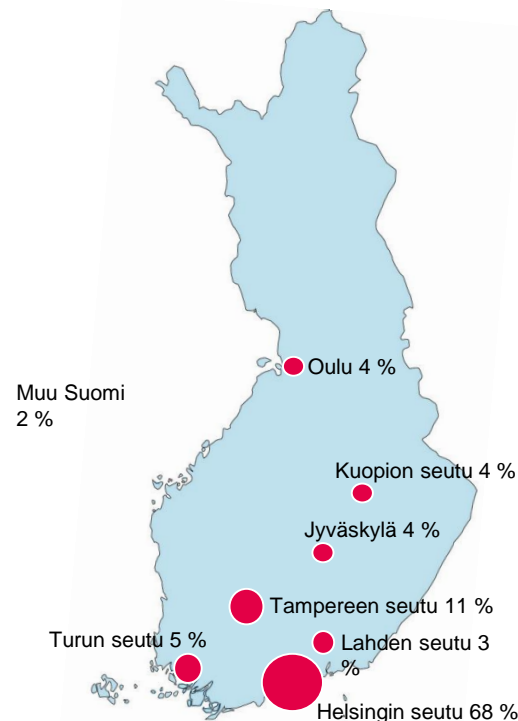 Oulu 4 %
Muu Suomi
2 %
Kuopion seutu 4 %
Jyväskylä 4 %
Tampereen seutu 11 %
Turun seutu 5 %
Lahden seutu 3
%
Helsingin seutu 68 %